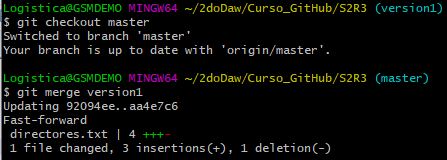 Logistica@GSMDEMO MINGW64 ~/2doDaw/Curso_GitHub/S2R3 (version1)
$ git checkout master
Switched to branch 'master'
Your branch is up to date with 'origin/master'.
Logistica@GSMDEMO MINGW64 ~/2doDaw/Curso_GitHub/S2R3 (master)
$ git merge version1
Updating 92094ee..aa4e7c6
Fast-forward
 directores.txt | 4 +++-
 1 file changed, 3 insertions(+), 1 deletion(-)